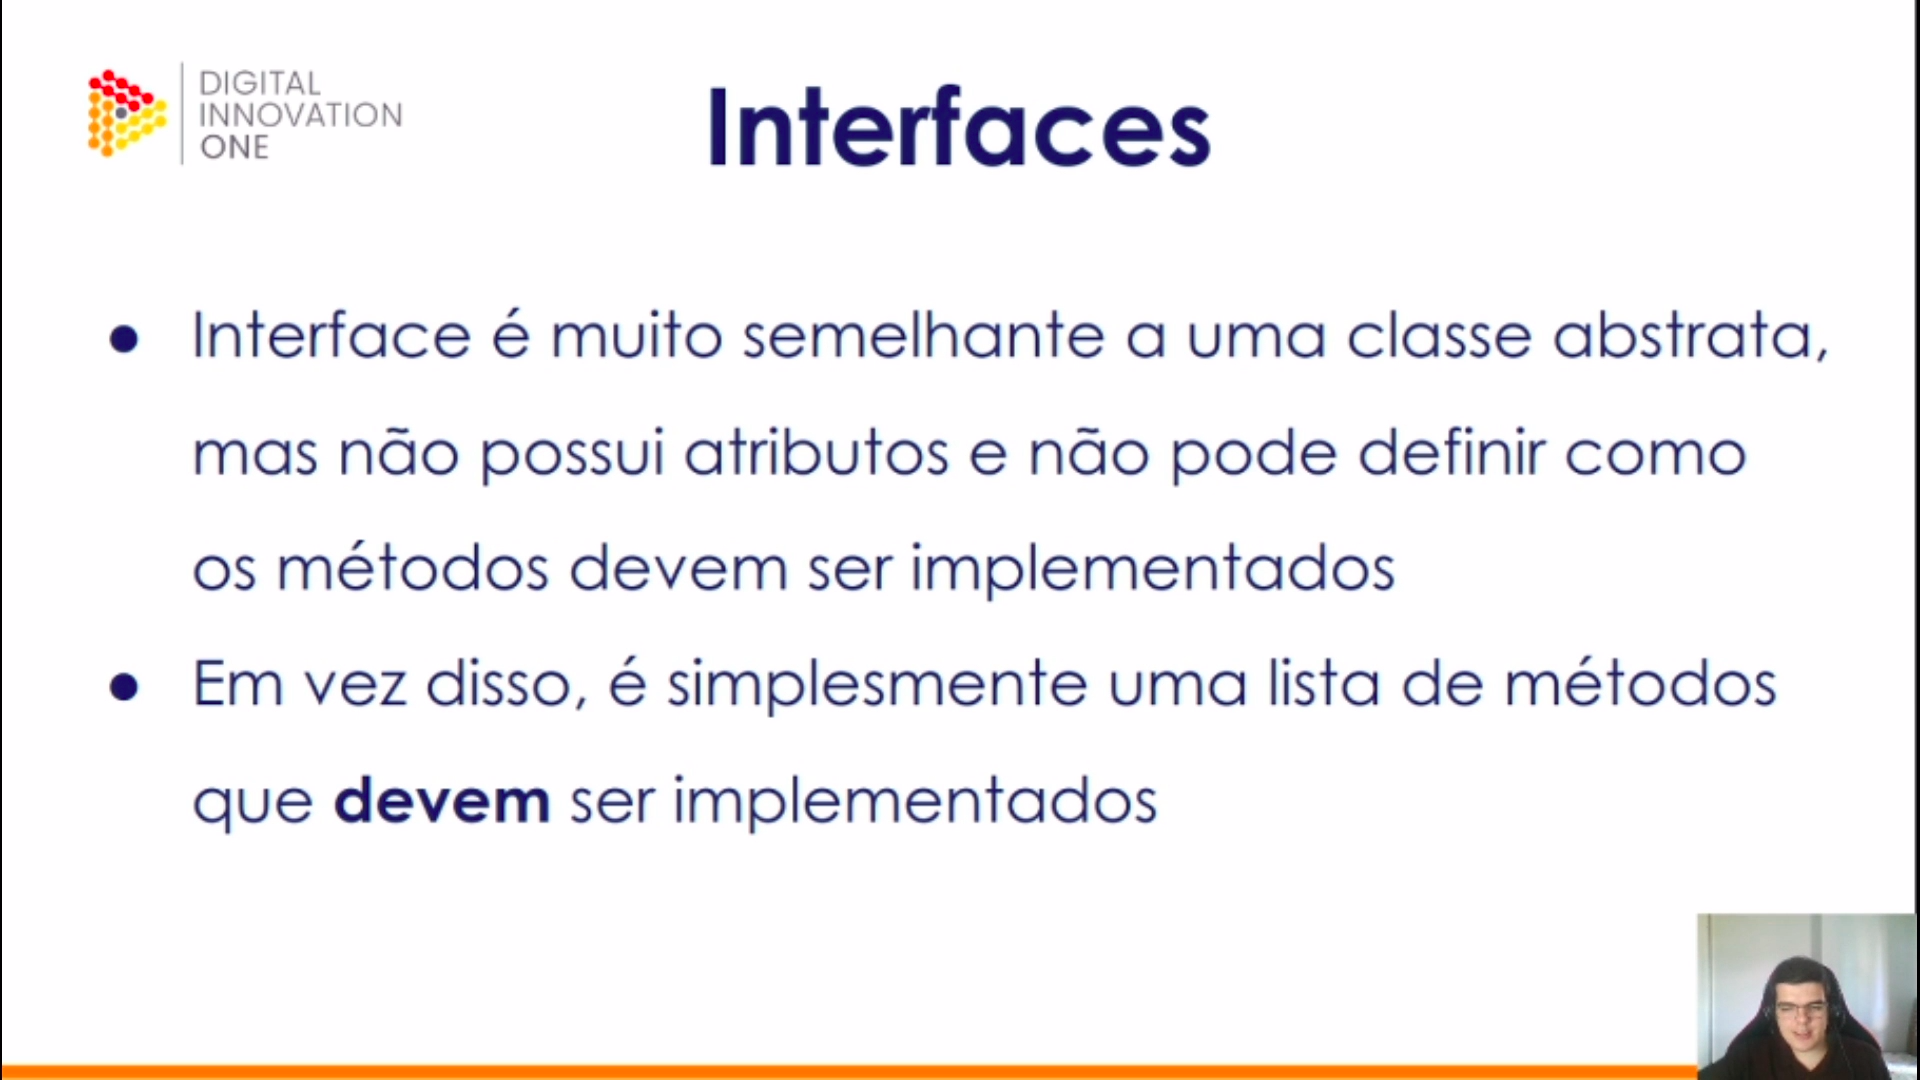 DIGITAL
INNOVATION
ONE
Interfaces
● Interface é muito semelhante a uma classe abstrata,
mas não possui atributos e não pode definir como
os métodos devem ser implementados
● Em vez disso, é simplesmente uma lista de métodos
que devem ser implementados